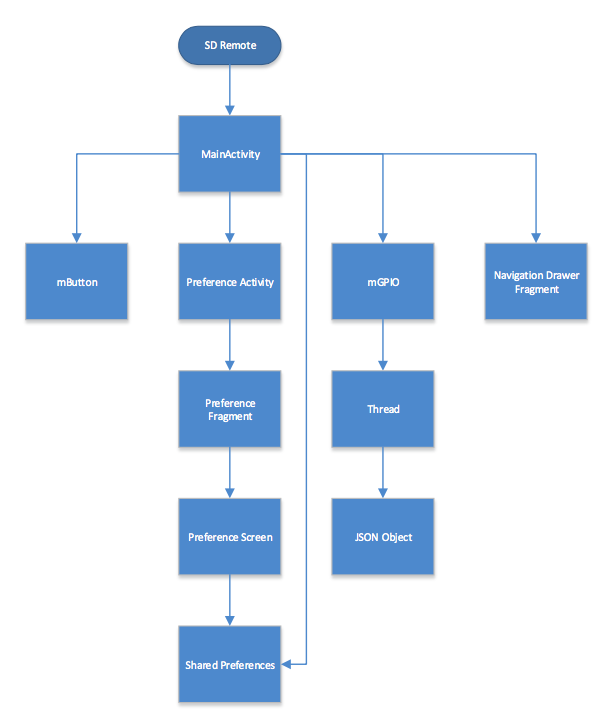 SD Remote
MainActivity
mButton
Preference Activity
mGPIO
Navigation Drawer
Fragment
Preference
Fragment
Thread
Preference Screen
JSON Object
Shared Preferences